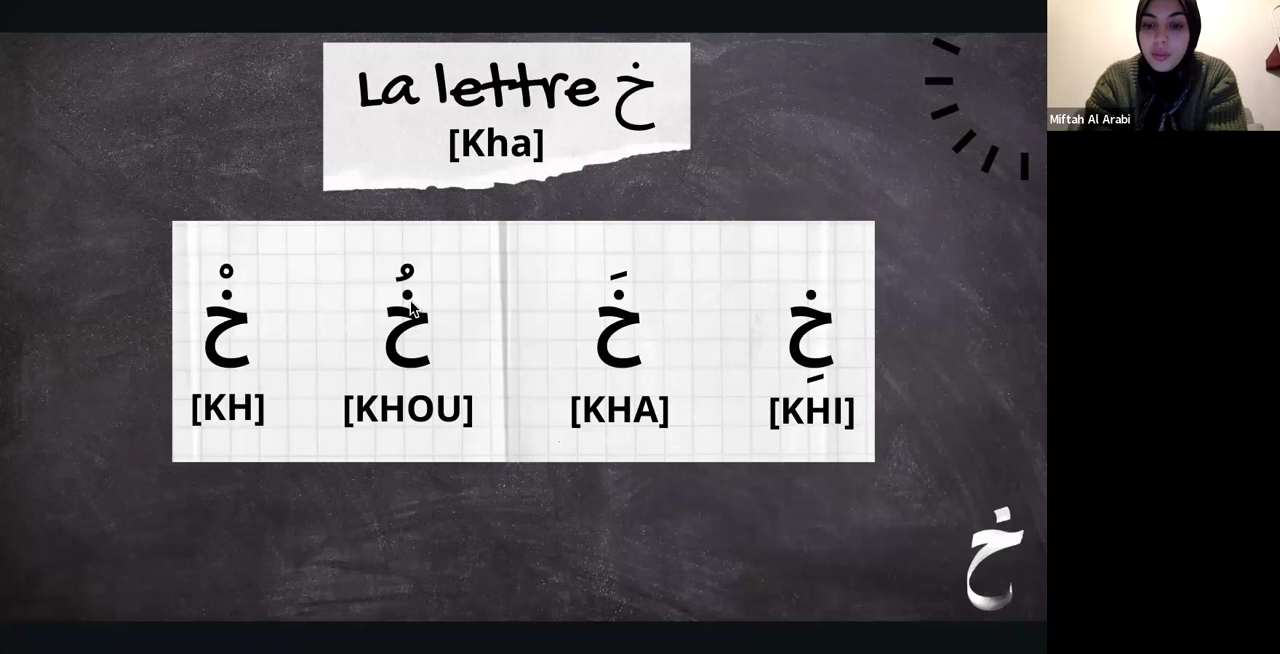 La lettre خ
[Kha]
خْ خُ خَ خِ
[KH] [KHOU] [KHA] [KHI]
خ
Miftah Al Arabi